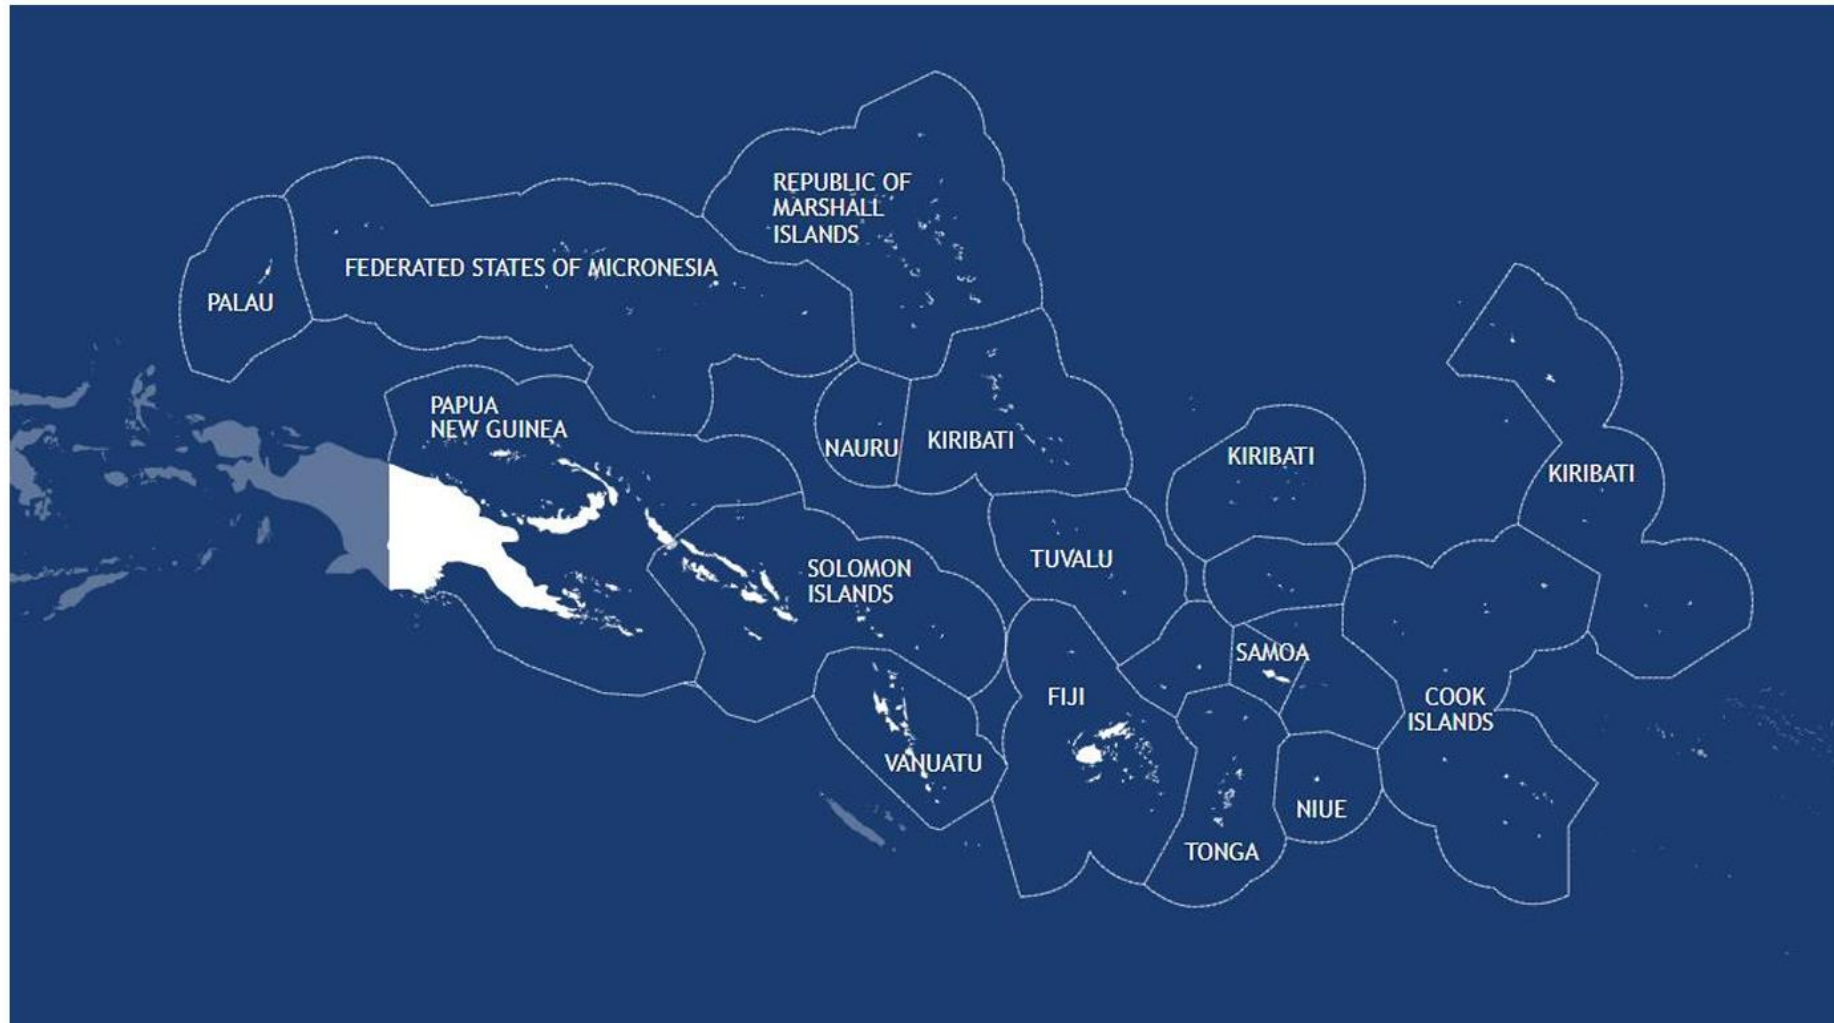 REPUBLIC OF
MARSHALL
ISLANDS
FEDERATED STATES OF MICRONESIA
PALAU
PAPUA
NEW GUINEA
NAURU
KIRIBATI
KIRIBATI
KIRIBATI
TUVALU
SOLOMON
ISLANDS
SAMOA
FIJI
COOK
ISLANDS
VANUATU
NIUE
TONGA